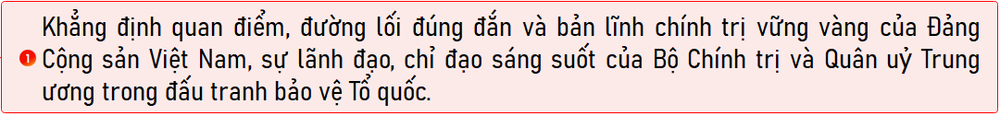 Khẳng định quan điểm, đường lối đúng đắn và bản lĩnh chính trị vững vàng của Đảng
1 Cộng sản Việt Nam, sự lãnh đạo, chỉ đạo sáng suốt của Bộ Chính trị và Quân uỷ Trung
ương trong đấu tranh bảo vệ Tổ quốc.